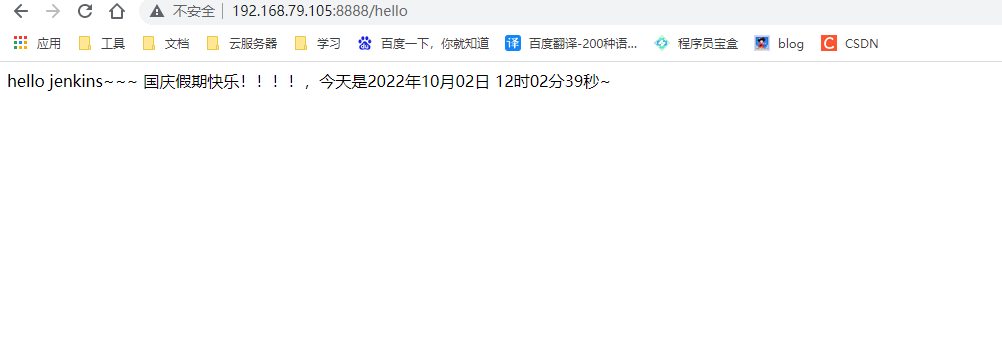 不安全 192.168.79.105:8888/hello
应用 工具 文档 云服务器 学习 百度一下，你就知道 译 百度翻译-200种语... 程序员宝盒 blog C CSDN
hello jenkins~~~ 国庆假期快乐！！！！，今天是2022年10月02日 12时02分39秒~